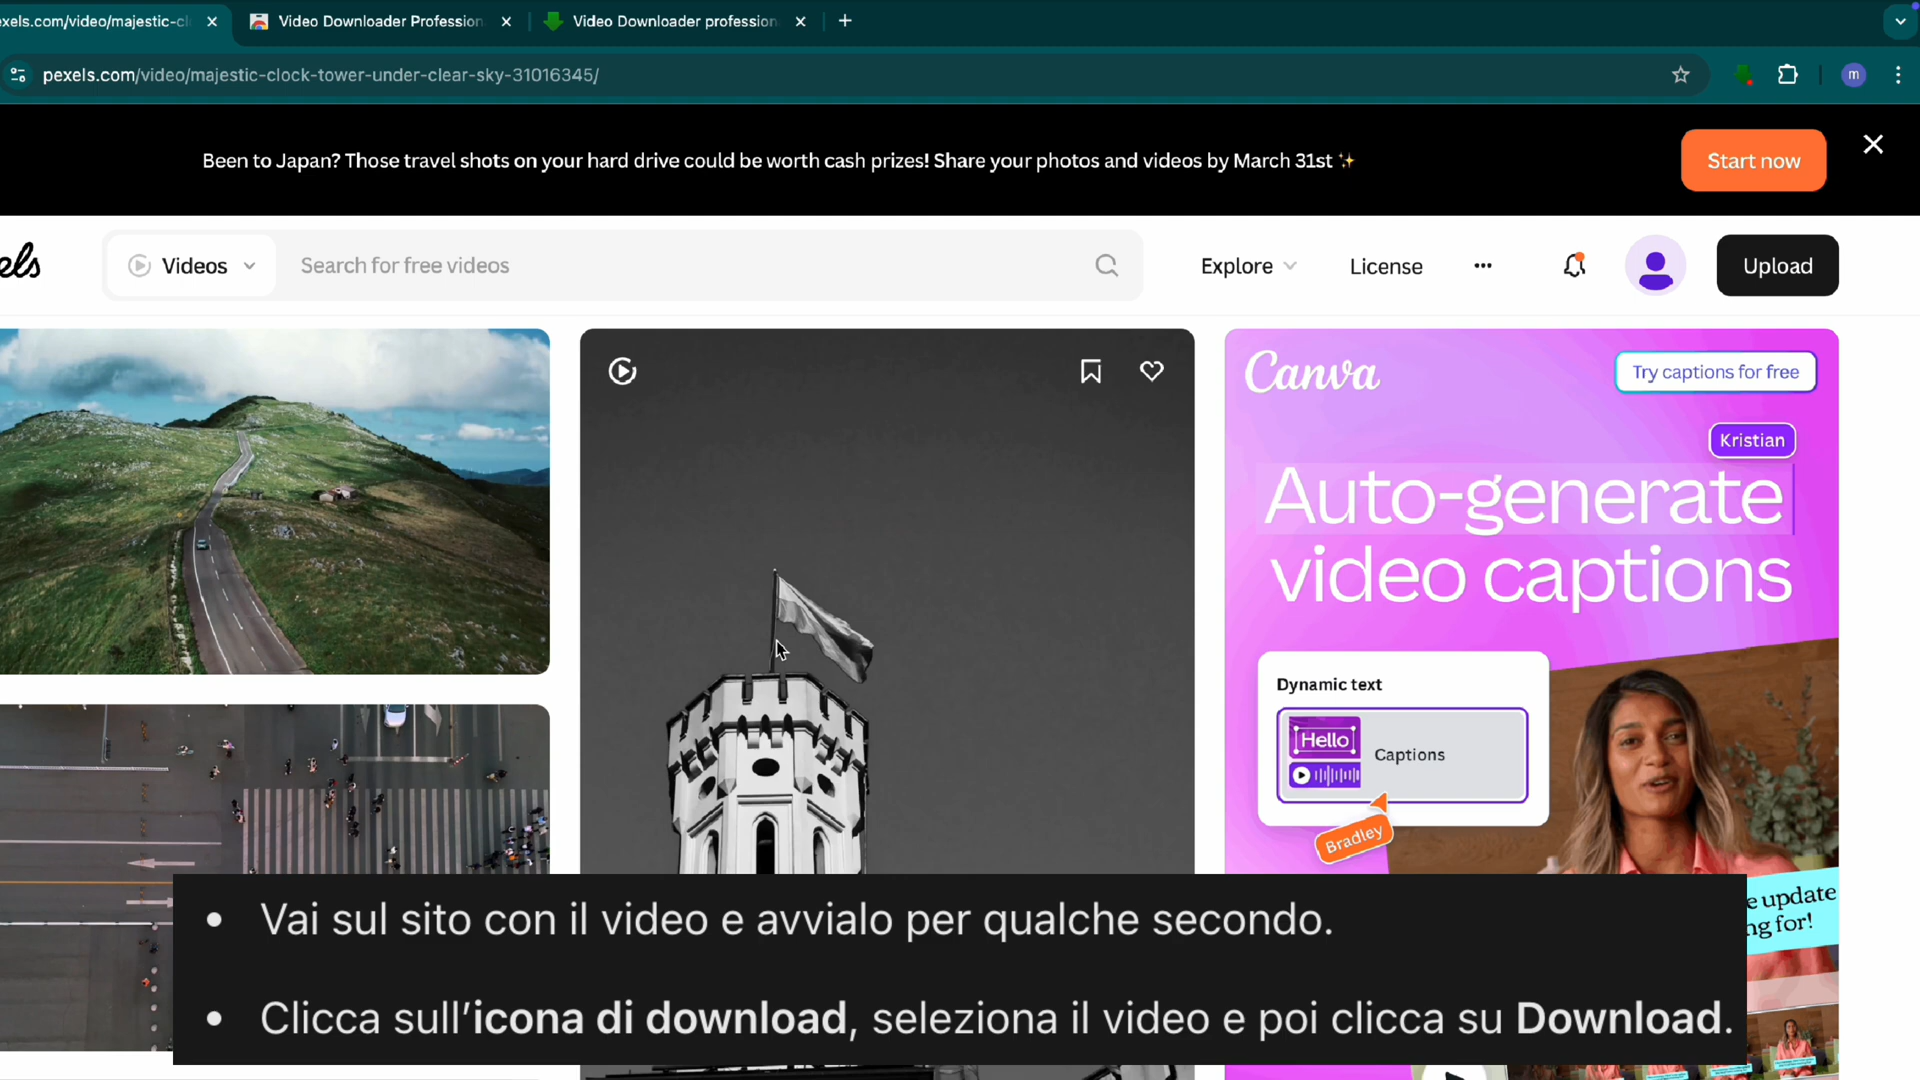 xels.com/video/majestic-cl
Video Downloader Profession
Video Downloader profession
pexels.com/video/majestic-clock-tower-under-clear-sky-31016345/
m
Been to Japan? Those travel shots on your hard drive could be worth cash prizes! Share your photos and videos by March 31st ✨
Start now
els
Videos
Search for free videos
Explore
License
Upload
Canva
Try captions for free
Kristian
Auto-generate
video captions
Dynamic text
Hello
Captions
Bradley
e update
ng for!
• Vai sul sito con il video e avvialo per qualche secondo.
• Clicca sull’icona di download, seleziona il video e poi clicca su Download.